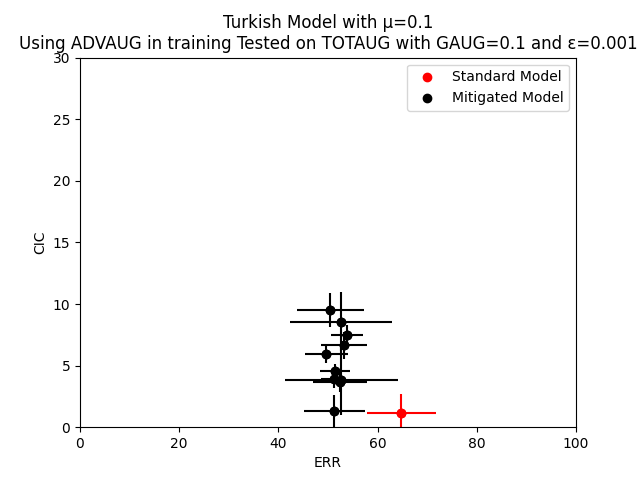 Turkish Model with μ=0.1
Using ADVAUG in training Tested on TOTAUG with GAUG=0.1 and ε=0.001
Standard Model
Mitigated Model
30
25
20
15
10
5
0
CIC
0 20 40 60 80 100
ERR